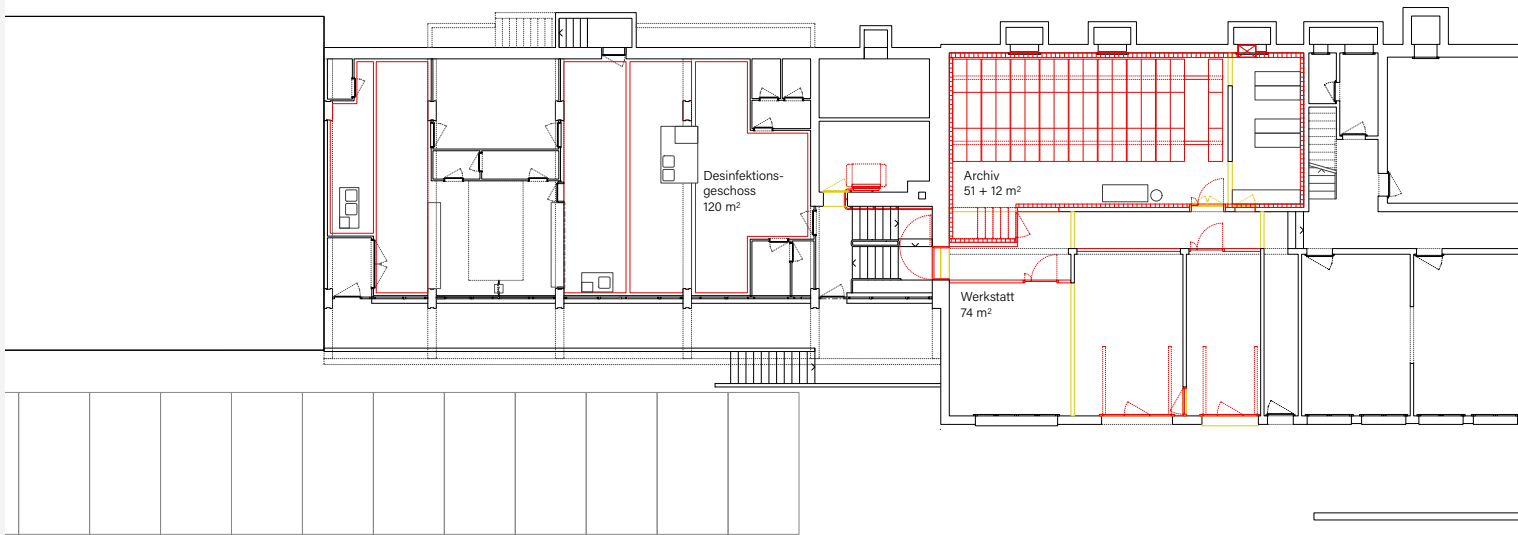 Desinfektions-
geschoss
120 m²
Archiv
51 + 12 m²
Werkstatt
74 m²